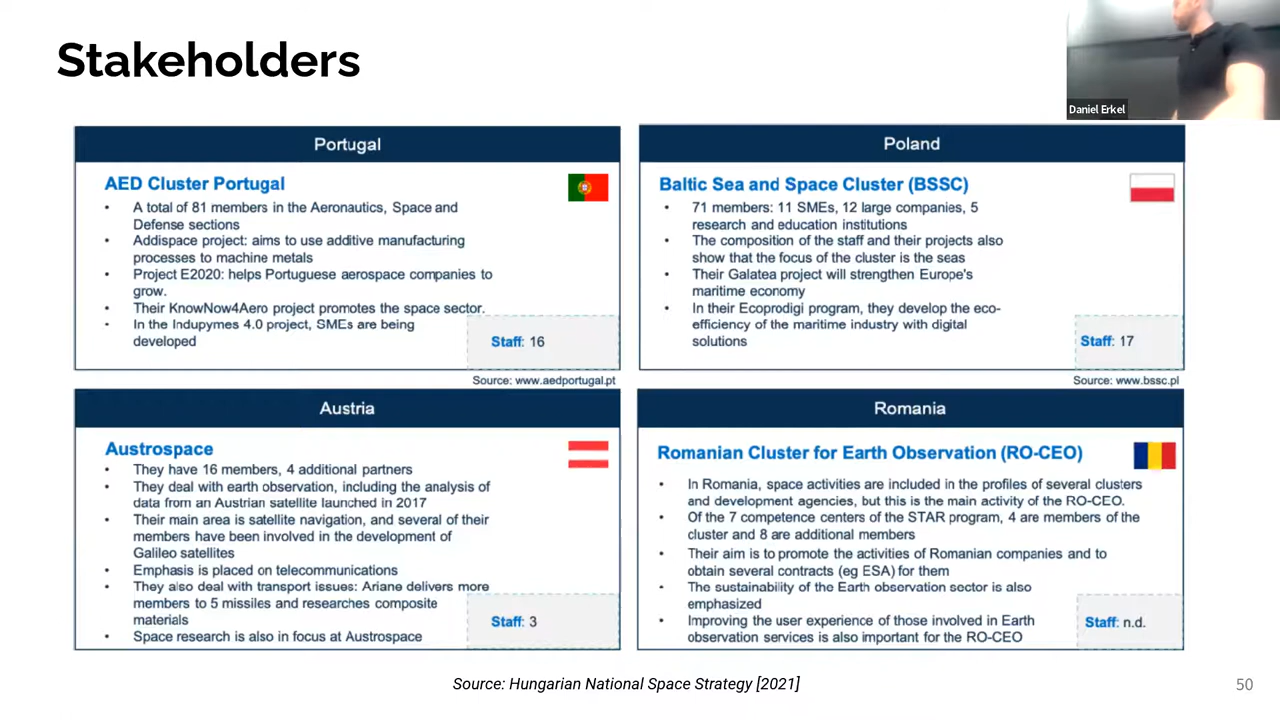 Stakeholders
Daniel Erkel
Portugal
AED Cluster Portugal
• A total of 81 members in the Aeronautics, Space and
Defense sections
• Addispace project: aims to use additive manufacturing
processes to machine metals
• Project E2020: helps Portuguese aerospace companies to
grow.
• Their KnowNow4Aero project promotes the space sector.
• In the Indupymes 4.0 project, SMEs are being
developed
Staff: 16
Source: www.aedportugal.pt
Poland
Baltic Sea and Space Cluster (BSSC)
• 71 members: 11 SMEs, 12 large companies, 5
research and education institutions
• The composition of the staff and their projects also
show that the focus of the cluster is the seas
• Their Galatea project will strengthen Europe's
maritime economy
• In their Ecoprodigi program, they develop the eco-
efficiency of the maritime industry with digital
solutions
Staff: 17
Source: www.bssc.pl
Austria
Austrospace
• They have 16 members, 4 additional partners
• They deal with earth observation, including the analysis of
data from an Austrian satellite launched in 2017
• Their main area is satellite navigation, and several of their
members have been involved in the development of
Galileo satellites
• Emphasis is placed on telecommunications
• They also deal with transport issues: Ariane delivers more
members to 5 missiles and researches composite
materials
• Space research is also in focus at Austrospace
Staff: 3
Romania
Romanian Cluster for Earth Observation (RO-CEO)
• In Romania, space activities are included in the profiles of several clusters
and development agencies, but this is the main activity of the RO-CEO.
• Of the 7 competence centers of the STAR program, 4 are members of the
cluster and 8 are additional members
• Their aim is to promote the activities of Romanian companies and to
obtain several contracts (eg ESA) for them
• The sustainability of the Earth observation sector is also
emphasized
• Improving the user experience of those involved in Earth
observation services is also important for the RO-CEO
Staff: n.d.
Source: Hungarian National Space Strategy [2021]
50